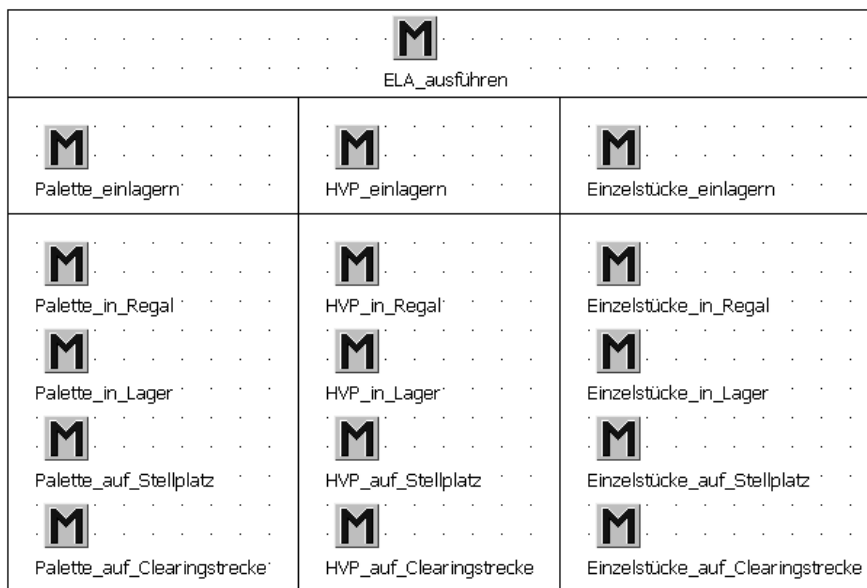 M
ELA_ausführen
M M M
Palette_einlagern HVP_einlagern Einzelstücke_einlagern
M M M
Palette_in_Regal HVP_in_Regal Einzelstücke_in_Regal
M M M
Palette_in_Lager HVP_in_Lager Einzelstücke_in_Lager
M M M
Palette_auf_Stellplatz HVP_auf_Stellplatz Einzelstücke_auf_Stellplatz
M M M
Palette_auf_Clearingstrecke HVP_auf_Clearingstrecke Einzelstücke_auf_Clearingstrecke